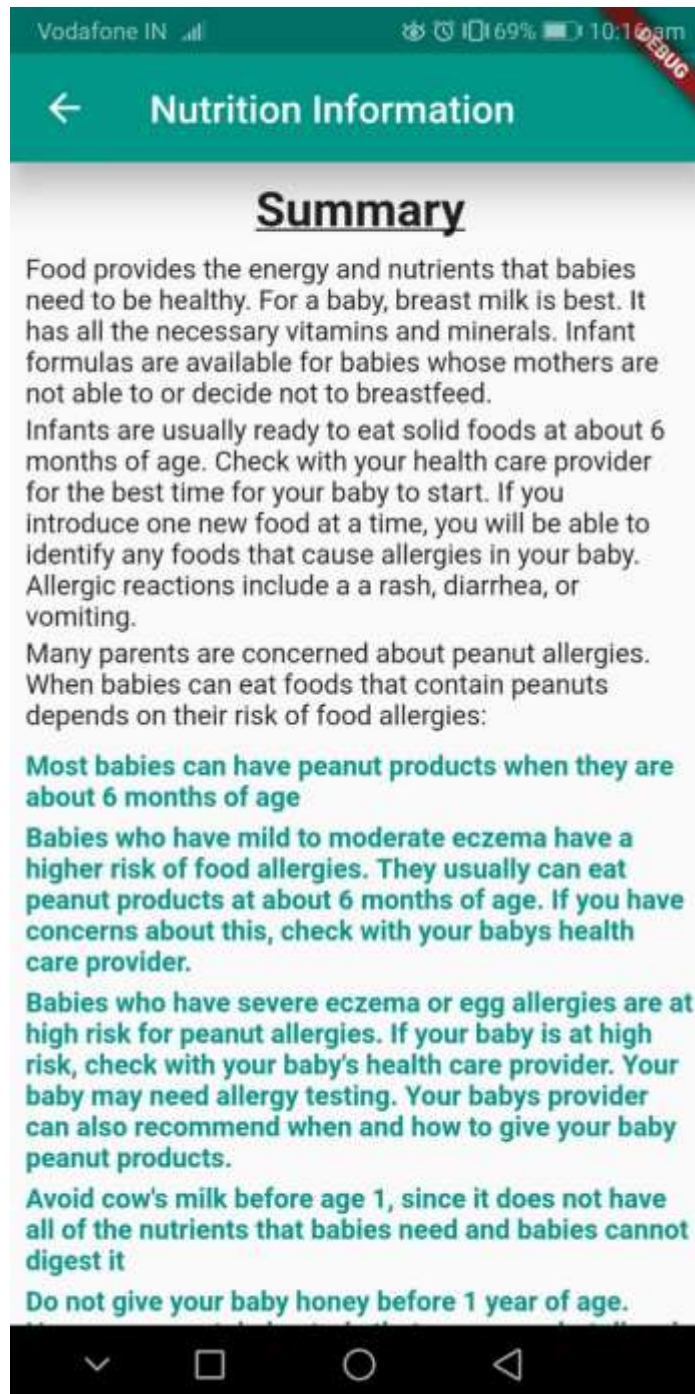 Vodafone IN 69% 10:16 am
DEBUG
Nutrition Information
Summary
Food provides the energy and nutrients that babies
need to be healthy. For a baby, breast milk is best. It
has all the necessary vitamins and minerals. Infant
formulas are available for babies whose mothers are
not able to or decide not to breastfeed.
Infants are usually ready to eat solid foods at about 6
months of age. Check with your health care provider
for the best time for your baby to start. If you
introduce one new food at a time, you will be able to
identify any foods that cause allergies in your baby.
Allergic reactions include a a rash, diarrhea, or
vomiting.
Many parents are concerned about peanut allergies.
When babies can eat foods that contain peanuts
depends on their risk of food allergies:
Most babies can have peanut products when they are
about 6 months of age
Babies who have mild to moderate eczema have a
higher risk of food allergies. They usually can eat
peanut products at about 6 months of age. If you have
concerns about this, check with your babys health
care provider.
Babies who have severe eczema or egg allergies are at
high risk for peanut allergies. If your baby is at high
risk, check with your baby's health care provider. Your
baby may need allergy testing. Your babys provider
can also recommend when and how to give your baby
peanut products.
Avoid cow's milk before age 1, since it does not have
all of the nutrients that babies need and babies cannot
digest it
Do not give your baby honey before 1 year of age.